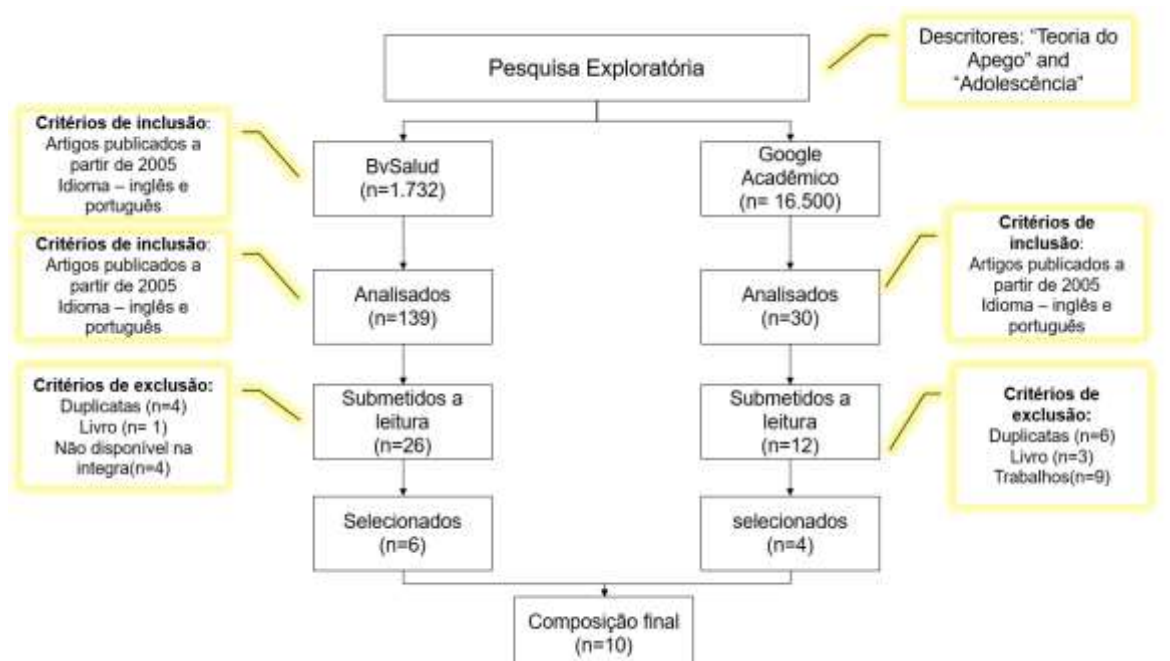 Pesquisa Exploratória
Descritores: “Teoria do
Apego” and
“Adolescência”
Critérios de inclusão:
Artigos publicados a
partir de 2005
Idioma – inglês e
português
BvSalud
(n=1.732)
Google
Acadêmico
(n= 16.500)
Critérios de inclusão:
Artigos publicados a
partir de 2005
Idioma – inglês e
português
Analisados
(n=139)
Analisados
(n=30)
Critérios de
inclusão:
Artigos publicados a
partir de 2005
Idioma – inglês e
português
Critérios de exclusão:
Duplicatas (n=4)
Livro (n= 1)
Não disponível na
integra(n=4)
Submetidos a
leitura
(n=26)
Submetidos a
leitura
(n=12)
Critérios de
exclusão:
Duplicatas (n=6)
Livro (n=3)
Trabalhos(n=9)
Selecionados
(n=6)
selecionados
(n=4)
Composição final
(n=10)